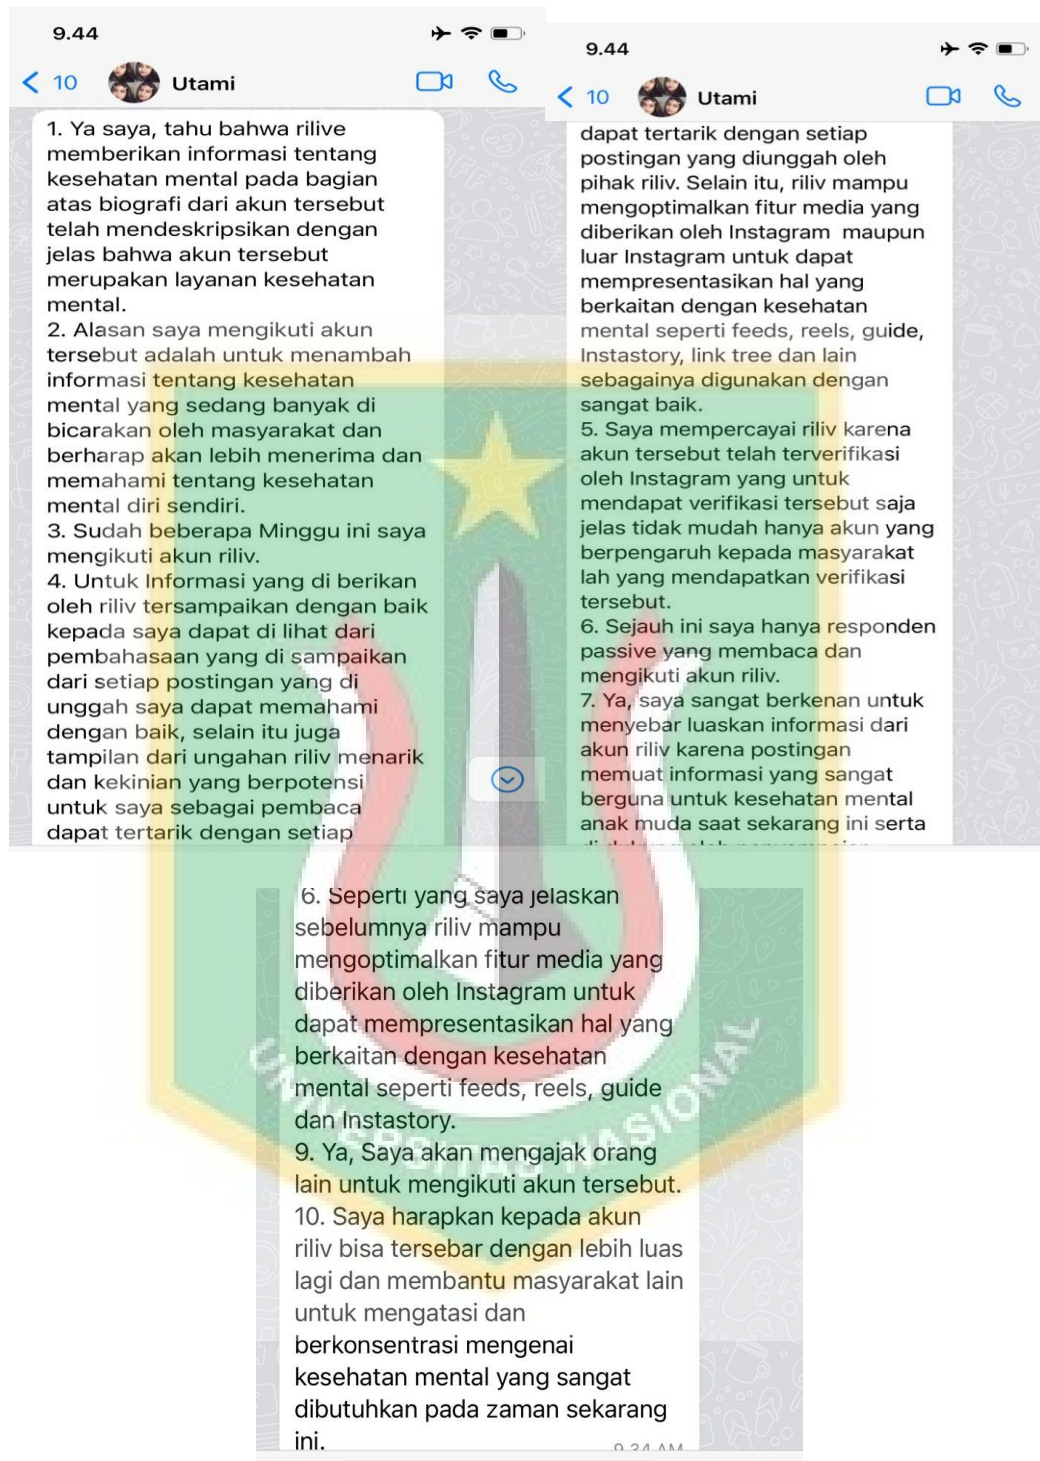 9.44
10
Utami
1. Ya saya, tahu bahwa rilive
memberikan informasi tentang
kesehatan mental pada bagian
atas biografi dari akun tersebut
telah mendeskripsikan dengan
jelas bahwa akun tersebut
merupakan layanan kesehatan
mental.
2. Alasan saya mengikuti akun
tersebut adalah untuk menambah
informasi tentang kesehatan
mental yang sedang banyak di
bicarakan oleh masyarakat dan
berharap akan lebih menerima dan
memahami tentang kesehatan
mental diri sendiri.
3. Sudah beberapa Minggu ini saya
mengikuti akun riliv.
4. Untuk Informasi yang di berikan
oleh riliv tersampaikan dengan baik
kepada saya dapat di lihat dari
pembahasaan yang di sampaikan
dari setiap postingan yang di
unggah saya dapat memahami
dengan baik, selain itu juga
tampilan dari ungahan riliv menarik
dan kekinian yang berpotensi
untuk saya sebagai pembaca
dapat tertarik dengan setiap
9.44
10
Utami
dapat tertarik dengan setiap
postingan yang diunggah oleh
pihak riliv. Selain itu, riliv mampu
mengoptimalkan fitur media yang
diberikan oleh Instagram maupun
luar Instagram untuk dapat
mempresentasikan hal yang
berkaitan dengan kesehatan
mental seperti feeds, reels, guide,
Instastory, link tree dan lain
sebagainya digunakan dengan
sangat baik.
5. Saya mempercayai riliv karena
akun tersebut telah terverifikasi
oleh Instagram yang untuk
mendapat verifikasi tersebut saja
jelas tidak mudah hanya akun yang
berpengaruh kepada masyarakat
lah yang mendapatkan verifikasi
tersebut.
6. Sejauh ini saya hanya responden
passive yang membaca dan
mengikuti akun riliv.
7. Ya, saya sangat berkenan untuk
menyebar luaskan informasi dari
akun riliv karena postingan
memuat informasi yang sangat
berguna untuk kesehatan mental
anak muda saat sekarang ini serta
6. Seperti yang saya jelaskan
sebelumnya riliv mampu
mengoptimalkan fitur media yang
diberikan oleh Instagram untuk
dapat mempresentasikan hal yang
berkaitan dengan kesehatan
mental seperti feeds, reels, guide
dan Instastory.
9. Ya, Saya akan mengajak orang
lain untuk mengikuti akun tersebut.
10. Saya harapkan kepada akun
riliv bisa tersebar dengan lebih luas
lagi dan membantu masyarakat lain
untuk mengatasi dan
berkonsentrasi mengenai
kesehatan mental yang sangat
dibutuhkan pada zaman sekarang
ini.
9.34 AM
UNIVERSITAS NASIONAL